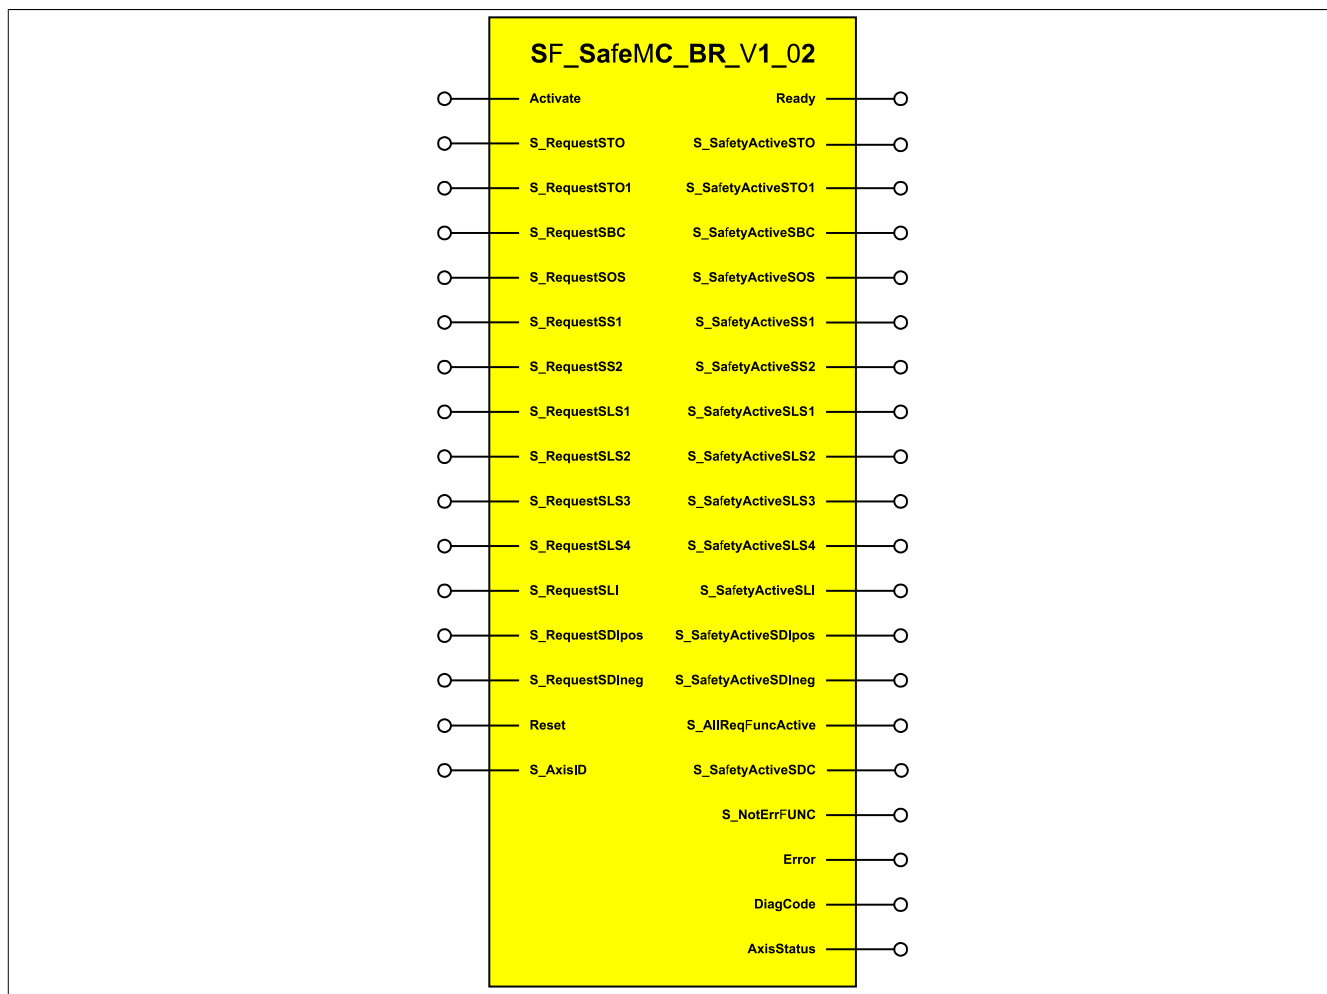 SF_SafeMC_BR_V1_02
Activate Ready
S_RequestSTO S_SafetyActiveSTO
S_RequestSTO1 S_SafetyActiveSTO1
S_RequestSBC S_SafetyActiveSBC
S_RequestSOS S_SafetyActiveSOS
S_RequestSS1 S_SafetyActiveSS1
S_RequestSS2 S_SafetyActiveSS2
S_RequestSLS1 S_SafetyActiveSLS1
S_RequestSLS2 S_SafetyActiveSLS2
S_RequestSLS3 S_SafetyActiveSLS3
S_RequestSLS4 S_SafetyActiveSLS4
S_RequestSLI S_SafetyActiveSLI
S_RequestSDIpos S_SafetyActiveSDIpos
S_RequestSDIneg S_SafetyActiveSDIneg
Reset S_AllReqFuncActive
S_AxisID S_SafetyActiveSDC
S_NotErrFUNC
Error
DiagCode
AxisStatus